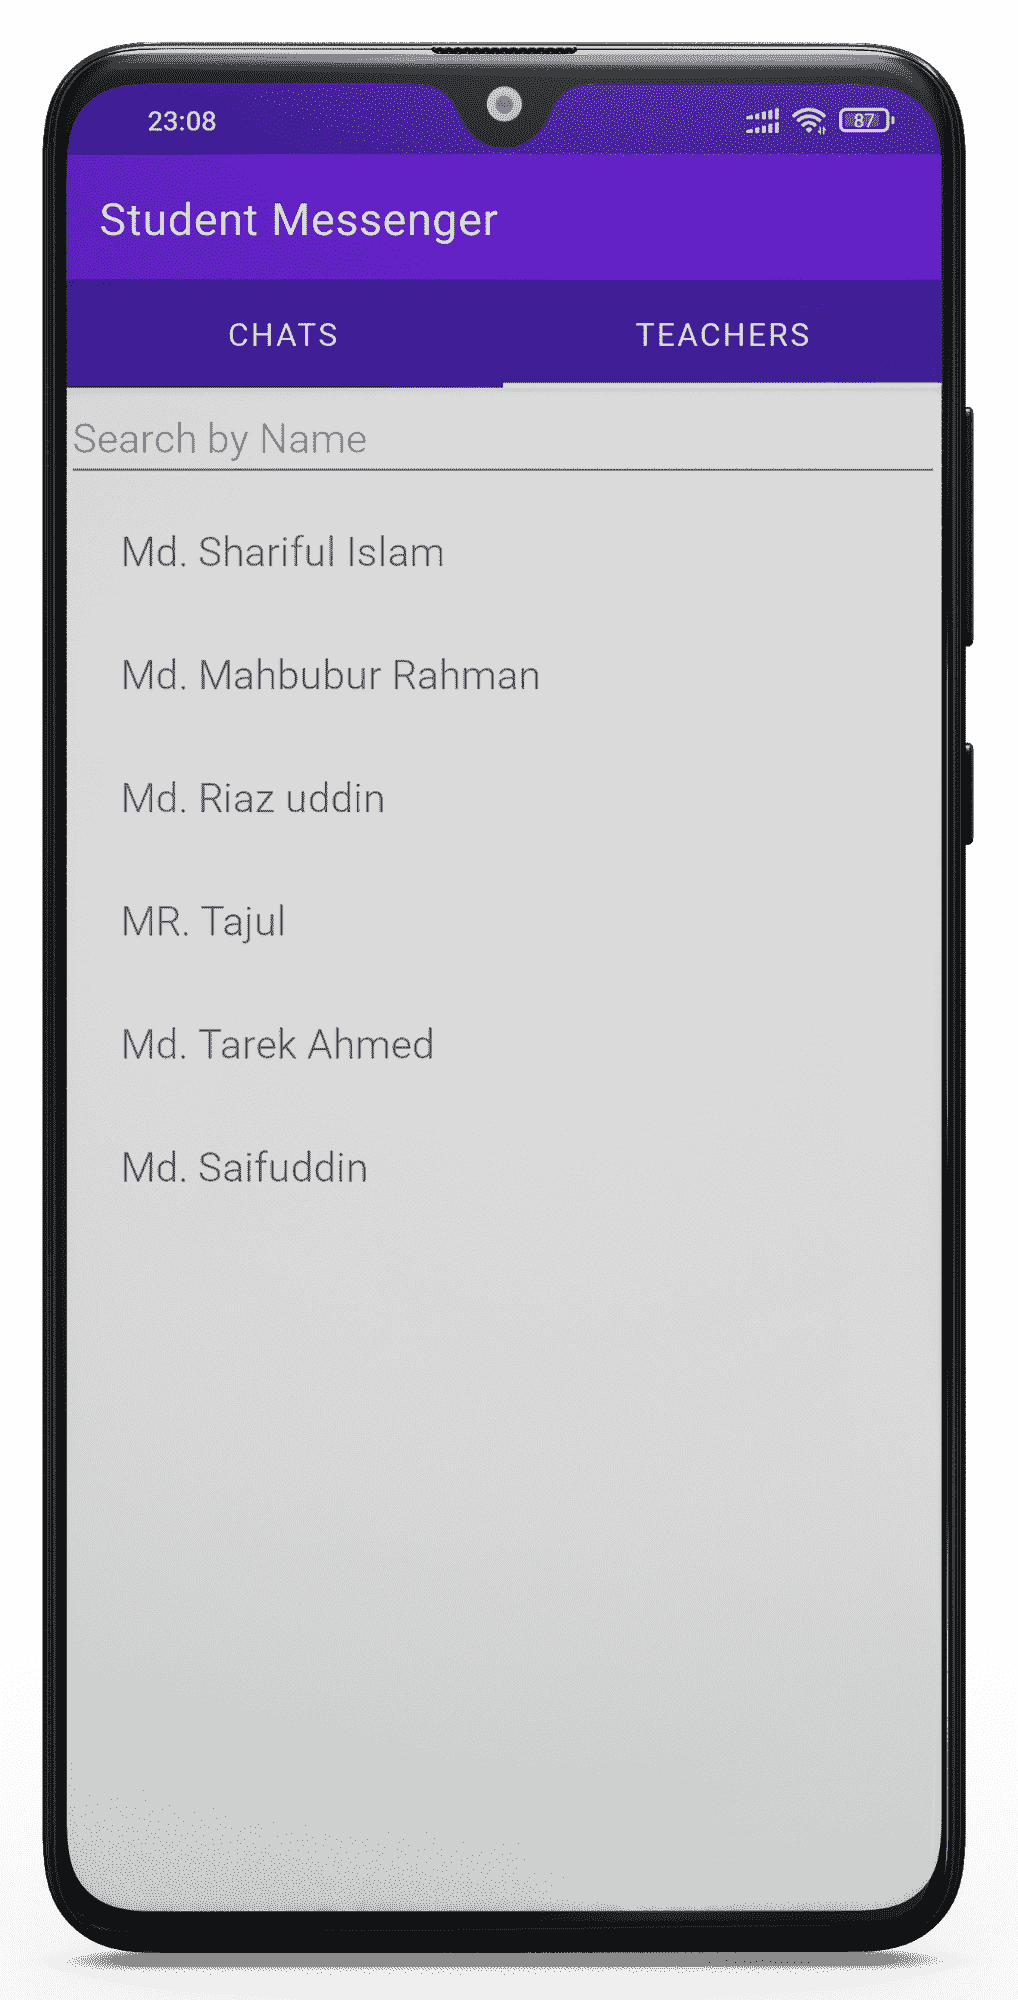 23:08 87
Student Messenger
CHATS TEACHERS
Search by Name
Md. Shariful Islam
Md. Mahbubur Rahman
Md. Riaz uddin
MR. Tajul
Md. Tarek Ahmed
Md. Saifuddin